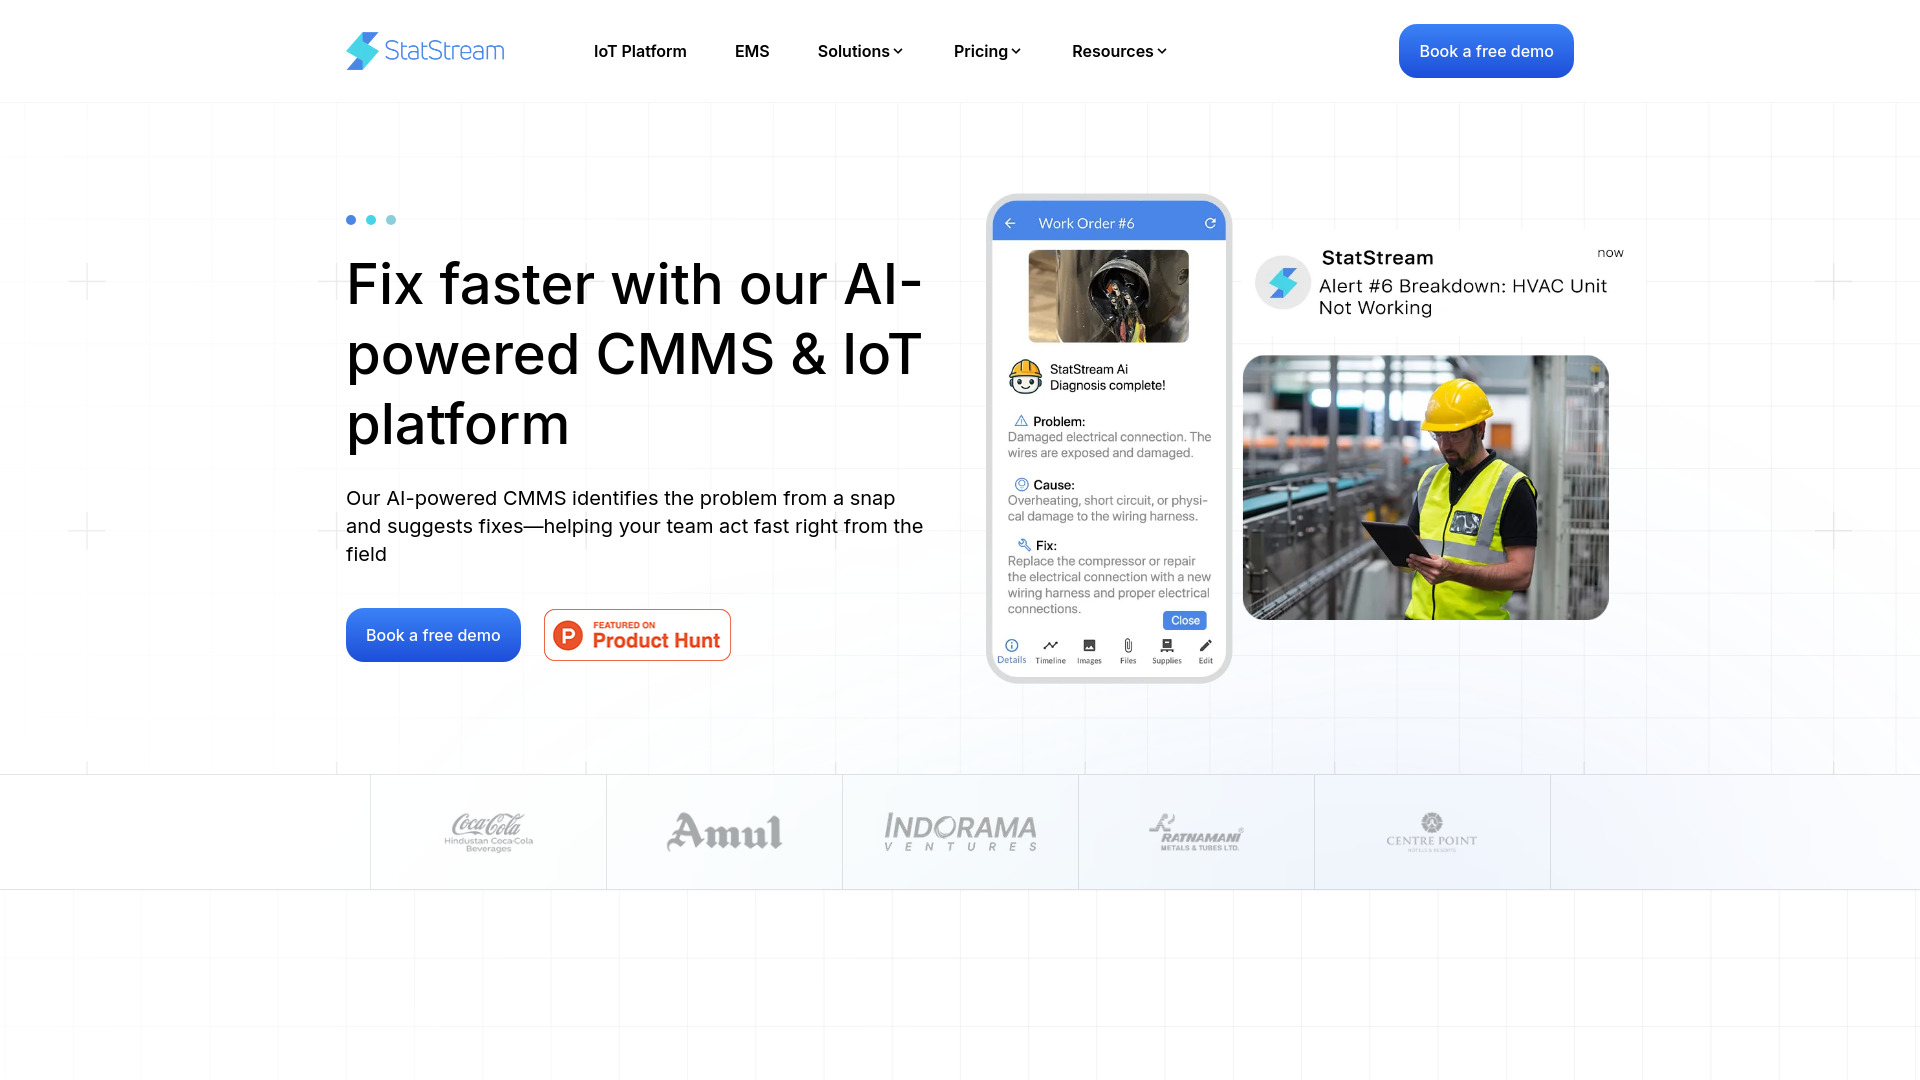 StatStream
IoT Platform
EMS
Solutions
Pricing
Resources
Book a free demo
Fix faster with our AI-
powered CMMS & IoT
platform
Our AI-powered CMMS identifies the problem from a snap
and suggests fixes—helping your team act fast right from the
field
Book a free demo
FEATURED ON
Product Hunt
Work Order #6
StatStream Ai
Diagnosis complete!
Problem:
Damaged electrical connection. The
wires are exposed and damaged.
Cause:
Overheating, short circuit, or physi-
cal damage to the wiring harness.
Fix:
Replace the compressor or repair
the electrical connection with a new
wiring harness and proper electrical
connections.
Close
Details
Timeline
Images
Files
Supplies
Edit
StatStream
now
Alert #6 Breakdown: HVAC Unit
Not Working
Coca-Cola
Hindustan Coca-Cola
Beverages
Amul
INDORAMA
VENTURES
RATNAMANI
METALS & TUBES LTD.
CENTRE POINT
HOTELS & RESORTS